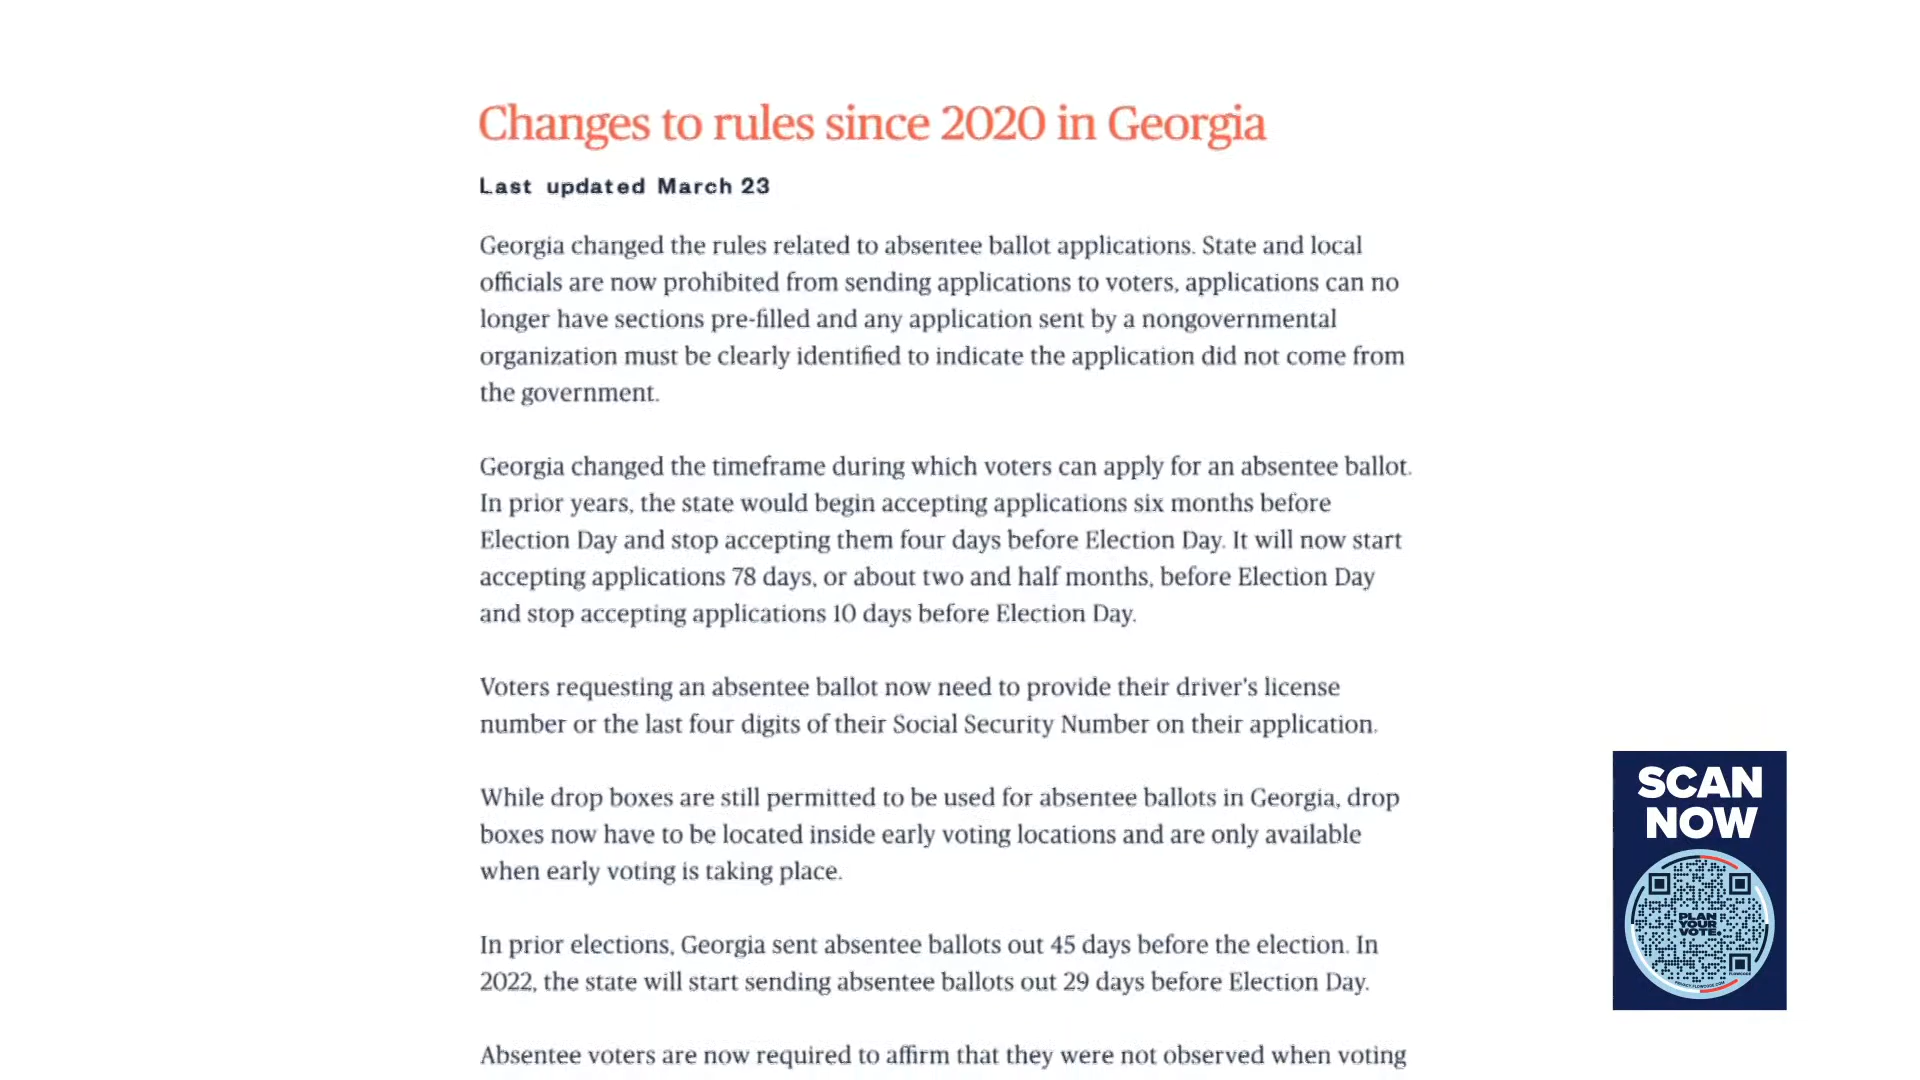 Changes to rules since 2020 in Georgia
Last updated March 23
Georgia changed the rules related to absentee ballot applications. State and local
officials are now prohibited from sending applications to voters, applications can no
longer have sections pre-filled and any application sent by a nongovernmental
organization must be clearly identified to indicate the application did not come from
the government.
Georgia changed the timeframe during which voters can apply for an absentee ballot.
In prior years, the state would begin accepting applications six months before
Election Day and stop accepting them four days before Election Day. It will now start
accepting applications 78 days, or about two and half months, before Election Day
and stop accepting applications 10 days before Election Day.
Voters requesting an absentee ballot now need to provide their driver's license
number or the last four digits of their Social Security Number on their application.
While drop boxes are still permitted to be used for absentee ballots in Georgia, drop
boxes now have to be located inside early voting locations and are only available
when early voting is taking place.
In prior elections, Georgia sent absentee ballots out 45 days before the election. In
2022, the state will start sending absentee ballots out 29 days before Election Day.
Absentee voters are now required to affirm that they were not observed when voting
SCAN
NOW
PLAN
YOUR
VOTE.